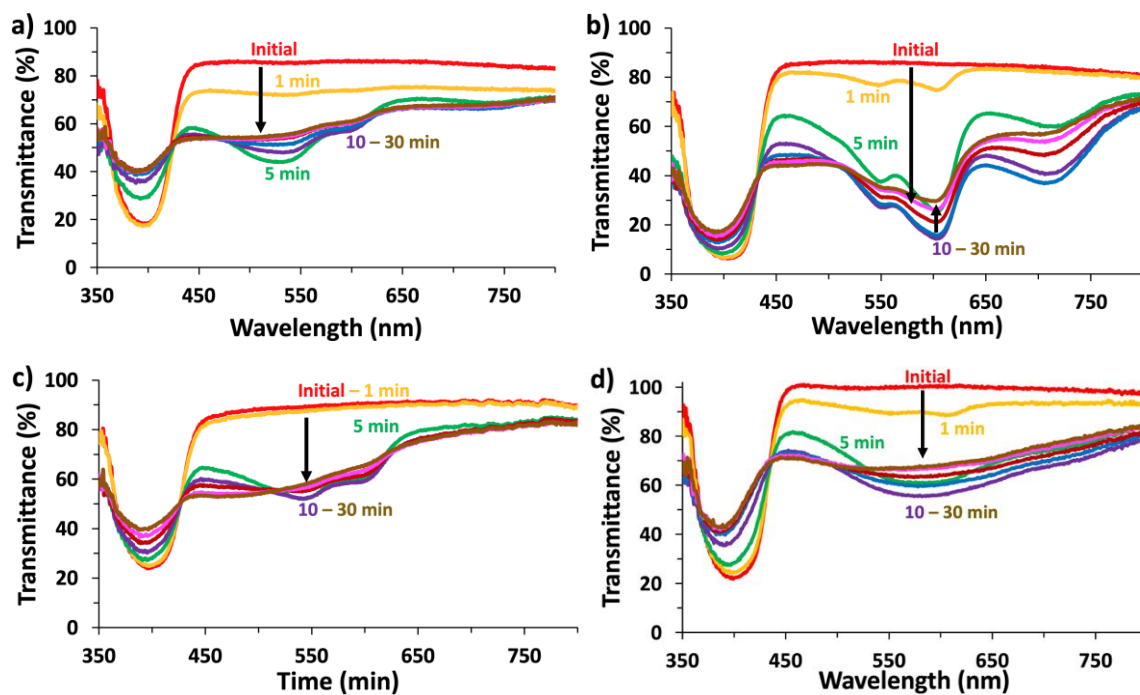 a)
Transmittance (%)
100
80
60
40
20
0
Initial
1 min
10 – 30 min
5 min
350 450 550 650 750
Wavelength (nm)
b)
Transmittance (%)
100
80
60
40
20
0
Initial
1 min
5 min
10 – 30 min
350 450 550 650 750
Wavelength (nm)
c)
Transmittance (%)
100
80
60
40
20
0
Initial – 1 min
5 min
10 – 30 min
350 450 550 650 750
Time (min)
d)
Transmittance (%)
100
80
60
40
20
0
Initial
1 min
5 min
10 – 30 min
350 450 550 650 750
Wavelength (nm)